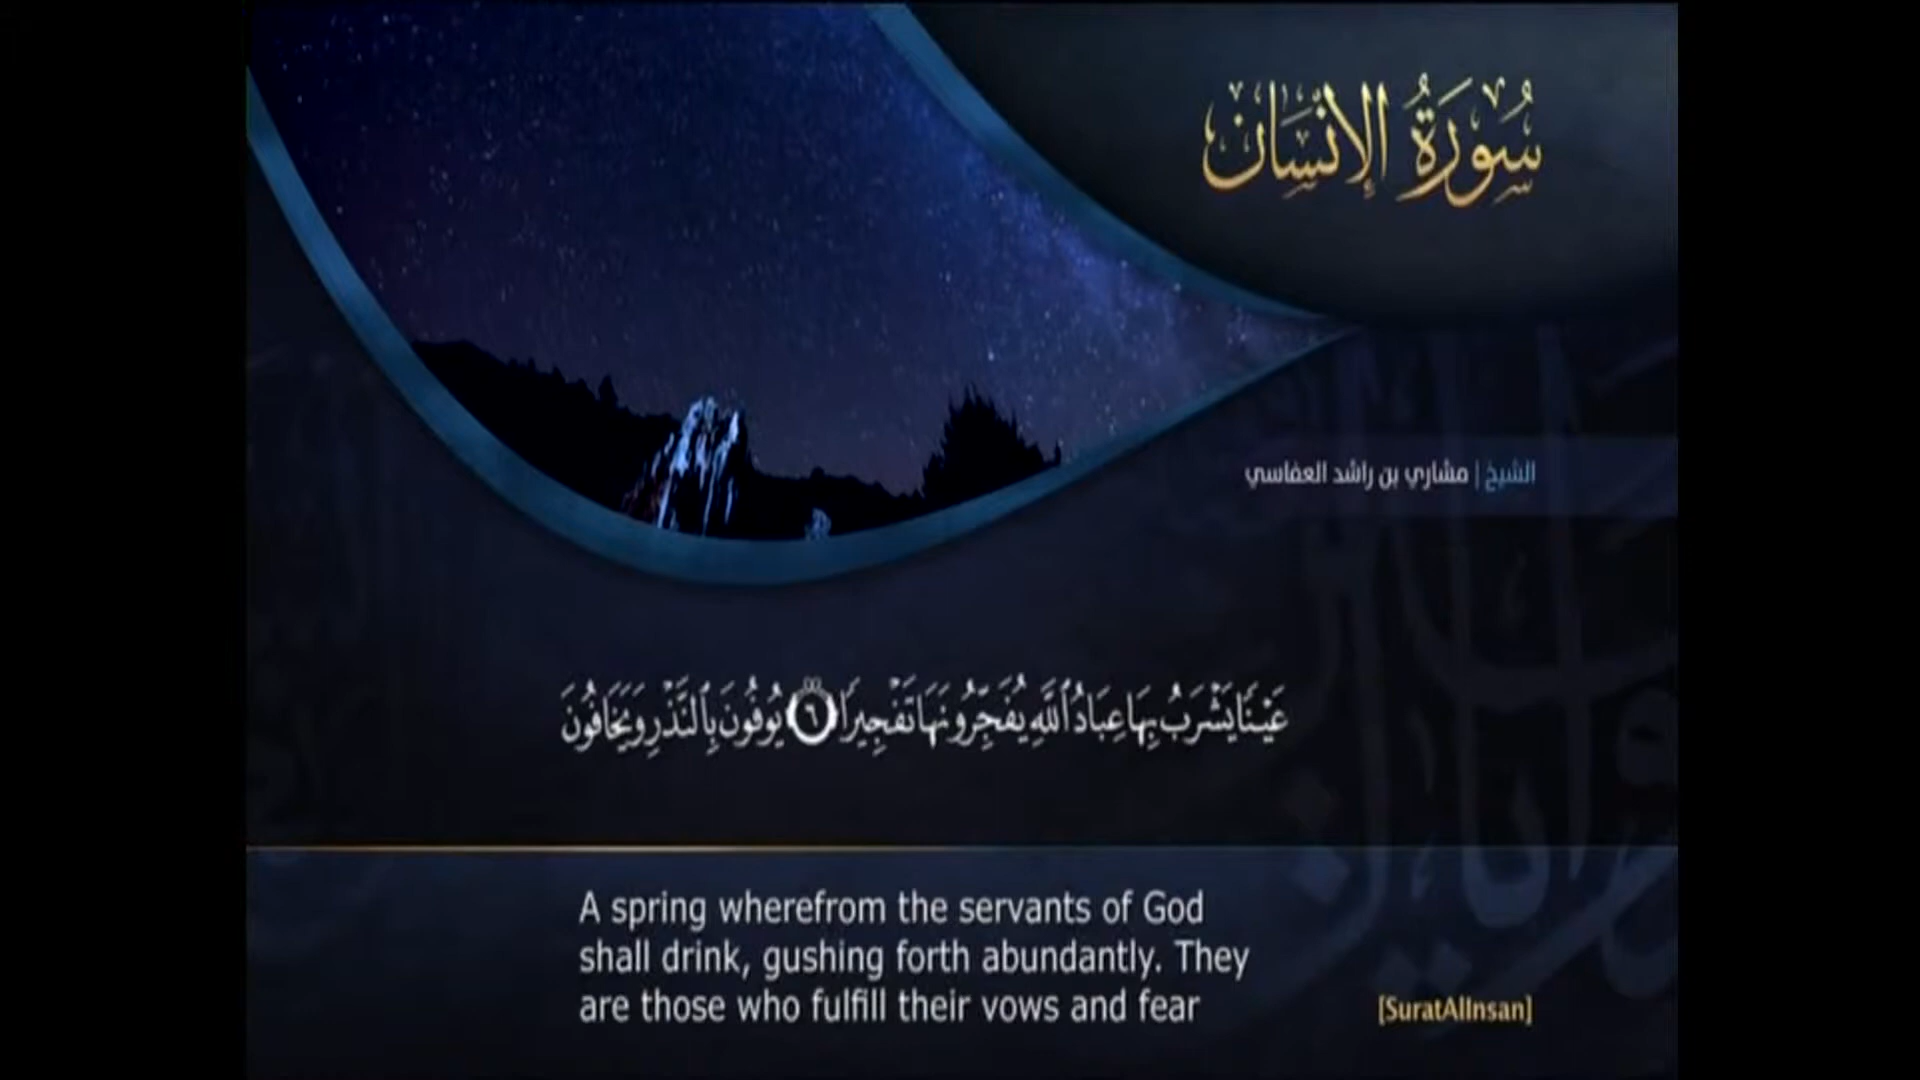 سُورَةُ الإِنْسَان
الشيخ | مشاري بن راشد العفاسي
عَيْنًا يَشْرَبُ بِهَا عِبَادُ ٱللَّهِ يُفَجِّرُونَهَا تَفْجِيرًا ٦ يُوفُونَ بِٱلنَّذْرِ وَيَخَافُونَ
A spring wherefrom the servants of God
shall drink, gushing forth abundantly. They
are those who fulfill their vows and fear
[SuratAlInsan]